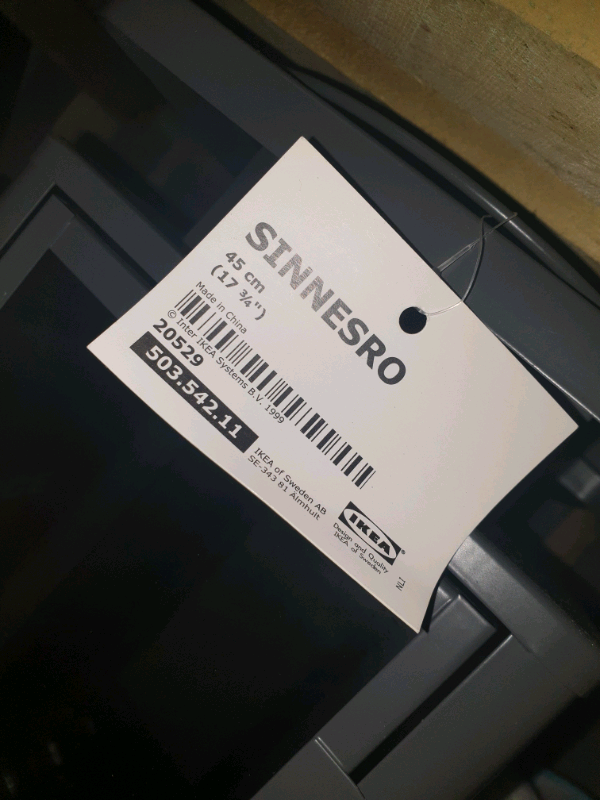 SINNESRO
45 cm
(17 ¾")
Made in China
© Inter IKEA Systems B.V. 1999
20529
503.542.11
IKEA of Sweden AB
SE-343 81 Älmhult
IKEA®
Design and Quality
IKEA of Sweden